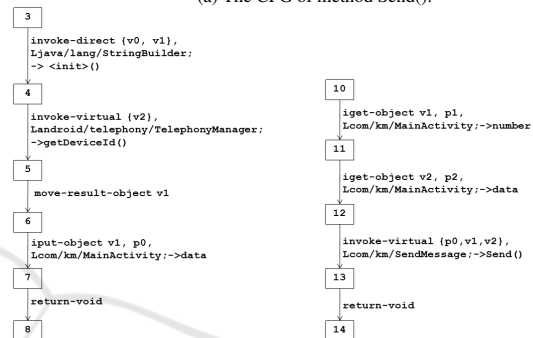 (a) The CFG of method Send().
3
invoke-direct {v0, v1},
Ljava/lang/StringBuilder;
-> <init>()
4
invoke-virtual {v2},
Landroid/telephony/TelephonyManager;
->getDeviceId()
5
move-result-object v1
6
iput-object v1, p0,
Lcom/km/MainActivity;->data
7
return-void
8
10
iget-object v1, p1,
Lcom/km/MainActivity;->number
11
iget-object v2, p2,
Lcom/km/MainActivity;->data
12
invoke-virtual {p0,v1,v2},
Lcom/km/SendMessage;->Send()
13
return-void
14